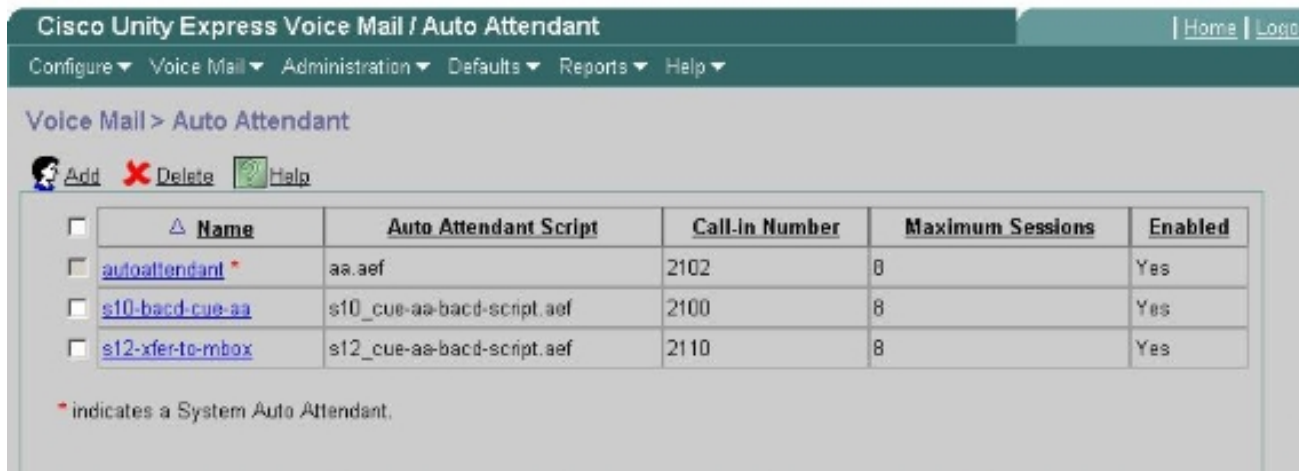 Cisco Unity Express Voice Mail / Auto Attendant | Home | Logo
Configure Voice Mail Administration Defaults Reports Help
Voice Mail > Auto Attendant
Add Delete Help
Name Auto Attendant Script Call-in Number Maximum Sessions Enabled
autoattendant * aa.aef 2102 8 Yes
s10-bacd-cue-aa s10_cue-aa-bacd-script.aef 2100 8 Yes
s12-xfer-to-mbox s12_cue-aa-bacd-script.aef 2110 8 Yes
* indicates a System Auto Attendant.